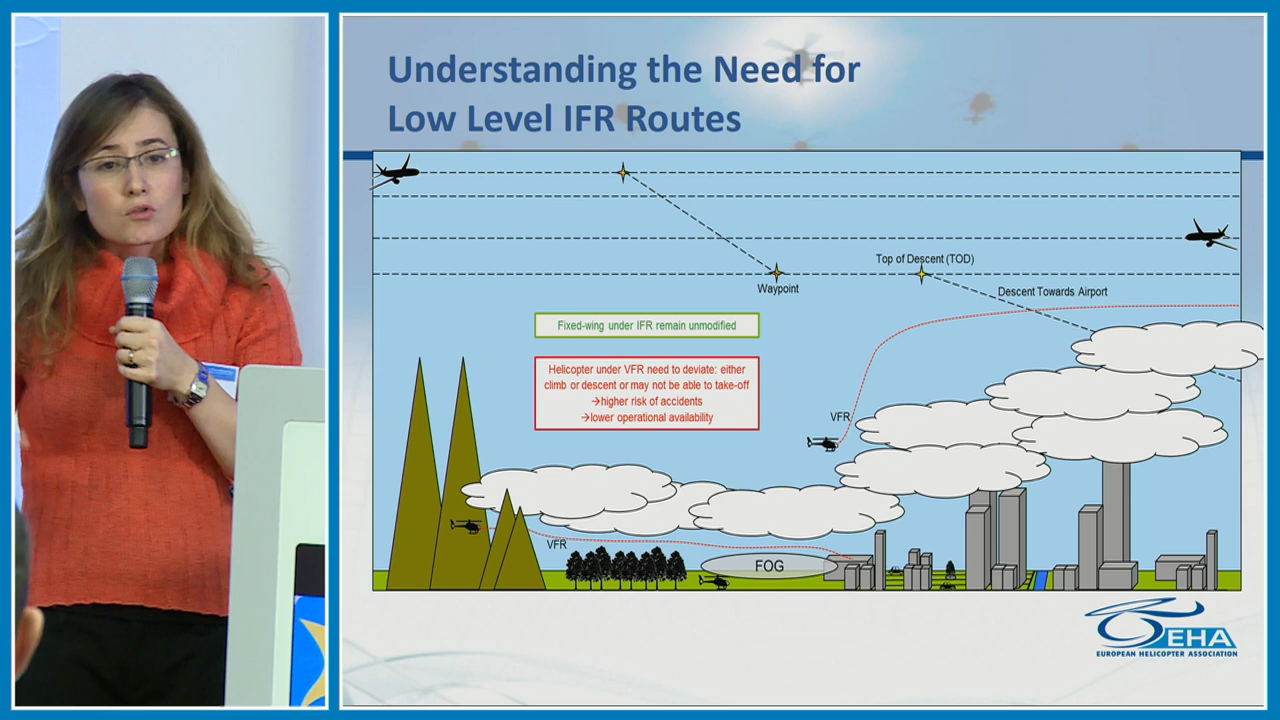 Understanding the Need for
Low Level IFR Routes
Top of Descent (TOD)
Waypoint
Descent Towards Airport
Fixed-wing under IFR remain unmodified
Helicopter under VFR need to deviate: either
climb or descent or may not be able to take-off
→higher risk of accidents
→lower operational availability
VFR
VFR
FOG
EHA
EUROPEAN HELICOPTER ASSOCIATION